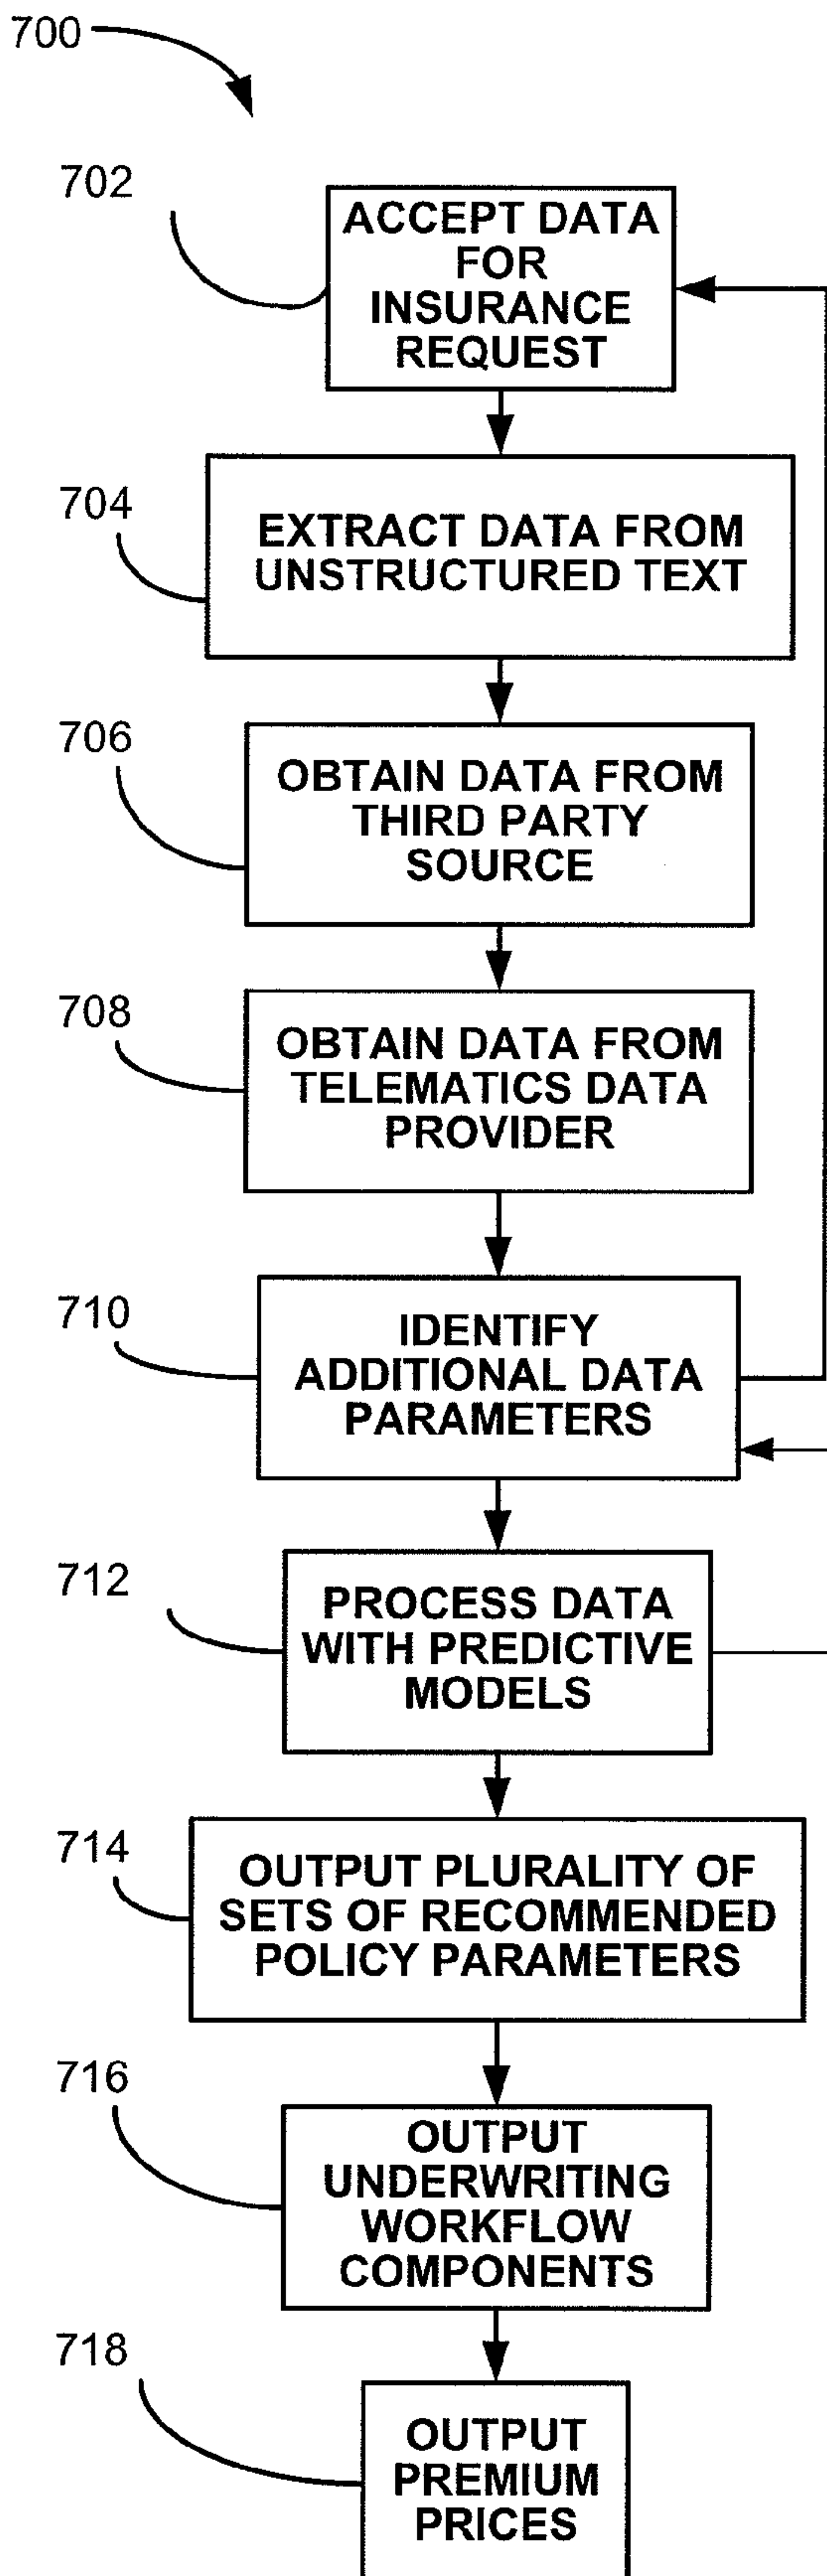 700
702
ACCEPT DATA
FOR
INSURANCE
REQUEST
704
EXTRACT DATA FROM
UNSTRUCTURED TEXT
706
OBTAIN DATA FROM
THIRD PARTY
SOURCE
708
OBTAIN DATA FROM
TELEMATICS DATA
PROVIDER
710
IDENTIFY
ADDITIONAL DATA
PARAMETERS
712
PROCESS DATA
WITH PREDICTIVE
MODELS
714
OUTPUT PLURALITY OF
SETS OF RECOMMENDED
POLICY PARAMETERS
716
OUTPUT
UNDERWRITING
WORKFLOW
COMPONENTS
718
OUTPUT
PREMIUM
PRICES